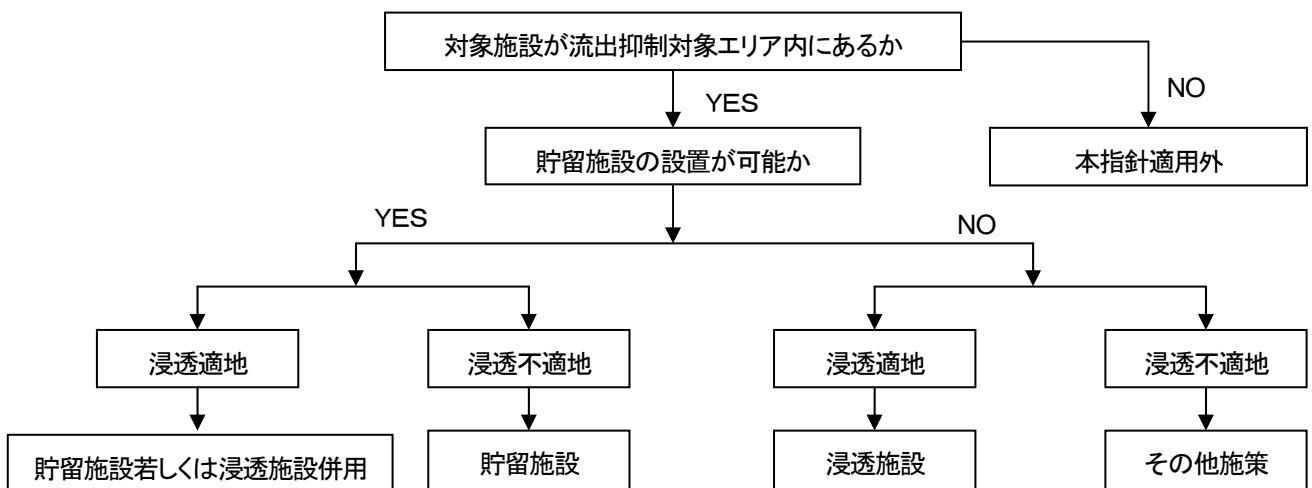 対象施設が流出抑制対象エリア内にあるか
YES
NO
貯留施設の設置が可能か
本指針適用外
YES
NO
浸透適地
浸透不適地
浸透適地
浸透不適地
貯留施設若しくは浸透施設併用
貯留施設
浸透施設
その他施策